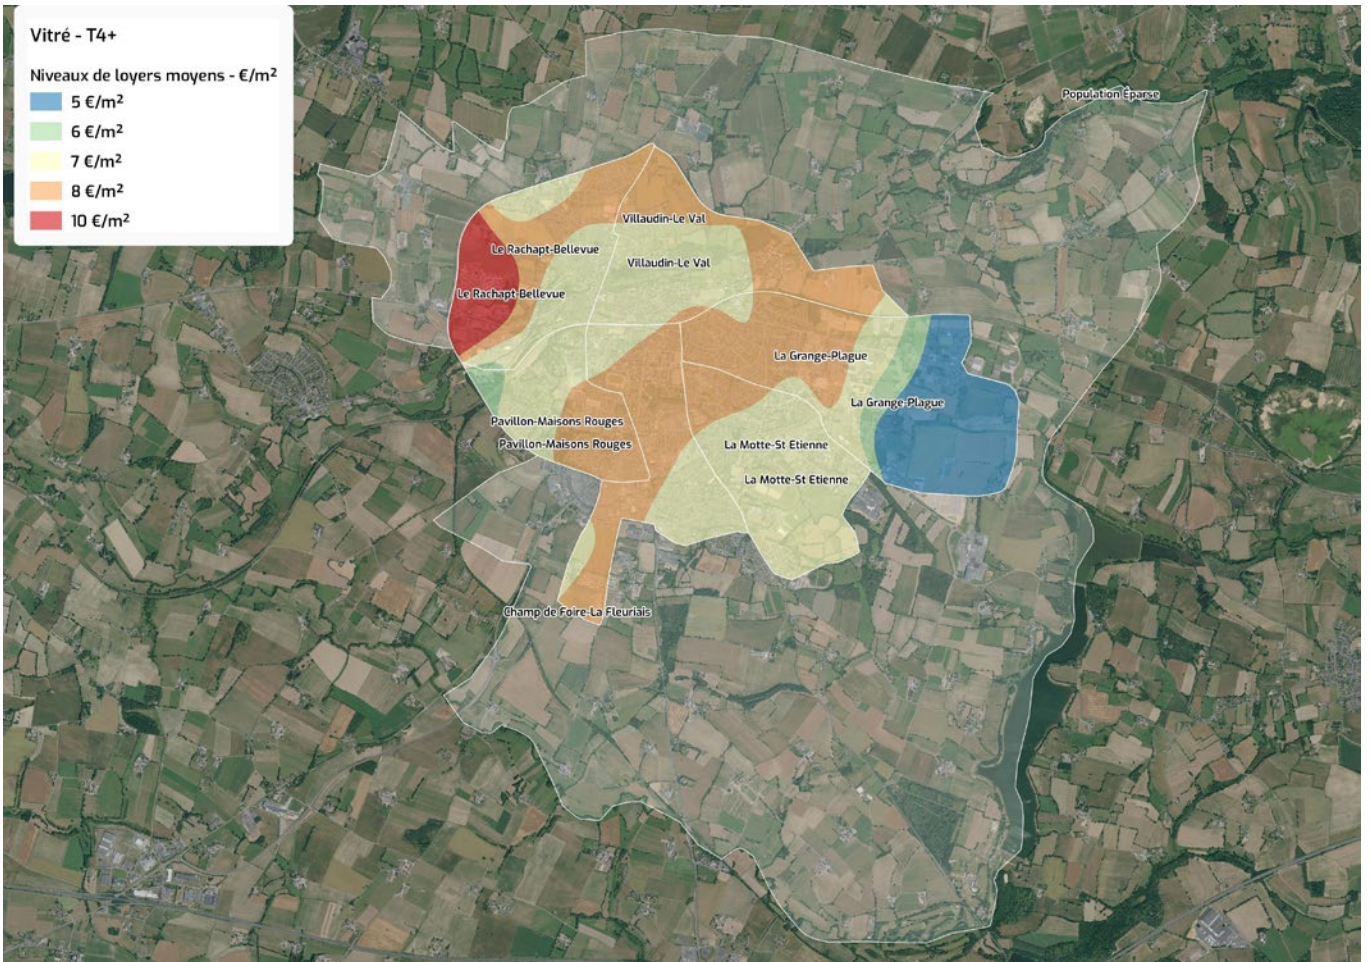 Vitré - T4+
Niveaux de loyers moyens - €/m²
5 €/m²
6 €/m²
7 €/m²
8 €/m²
10 €/m²
Population Éparse
Villaudin-Le Val
Le Rachapt-Bellevue
Villaudin-Le Val
Le Rachapt-Bellevue
La Grange-Plague
La Grange-Plague
Pavillon-Maisons Rouges
Pavillon-Maisons Rouges
La Motte-St Etienne
La Motte-St Etienne
Champ de Foire-La Fleuriais